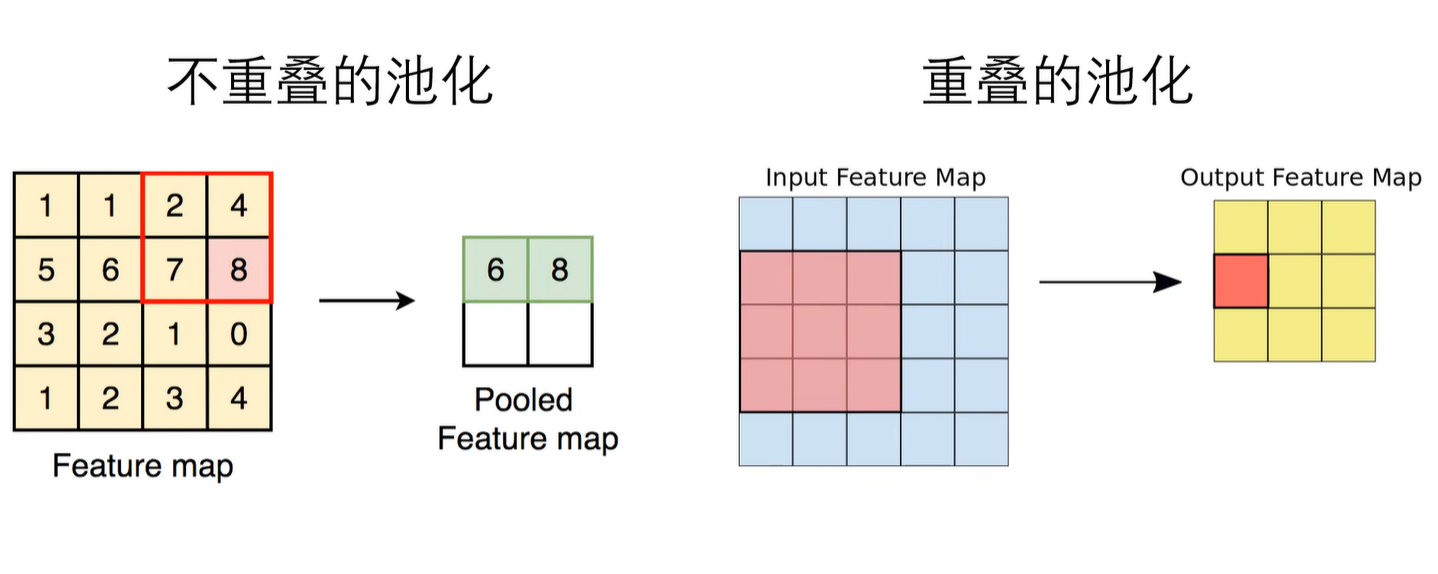 不重叠的池化
重叠的池化
1 1 2 4
5 6 7 8
3 2 1 0
1 2 3 4
Feature map
6 8
Pooled
Feature map
Input Feature Map
Output Feature Map